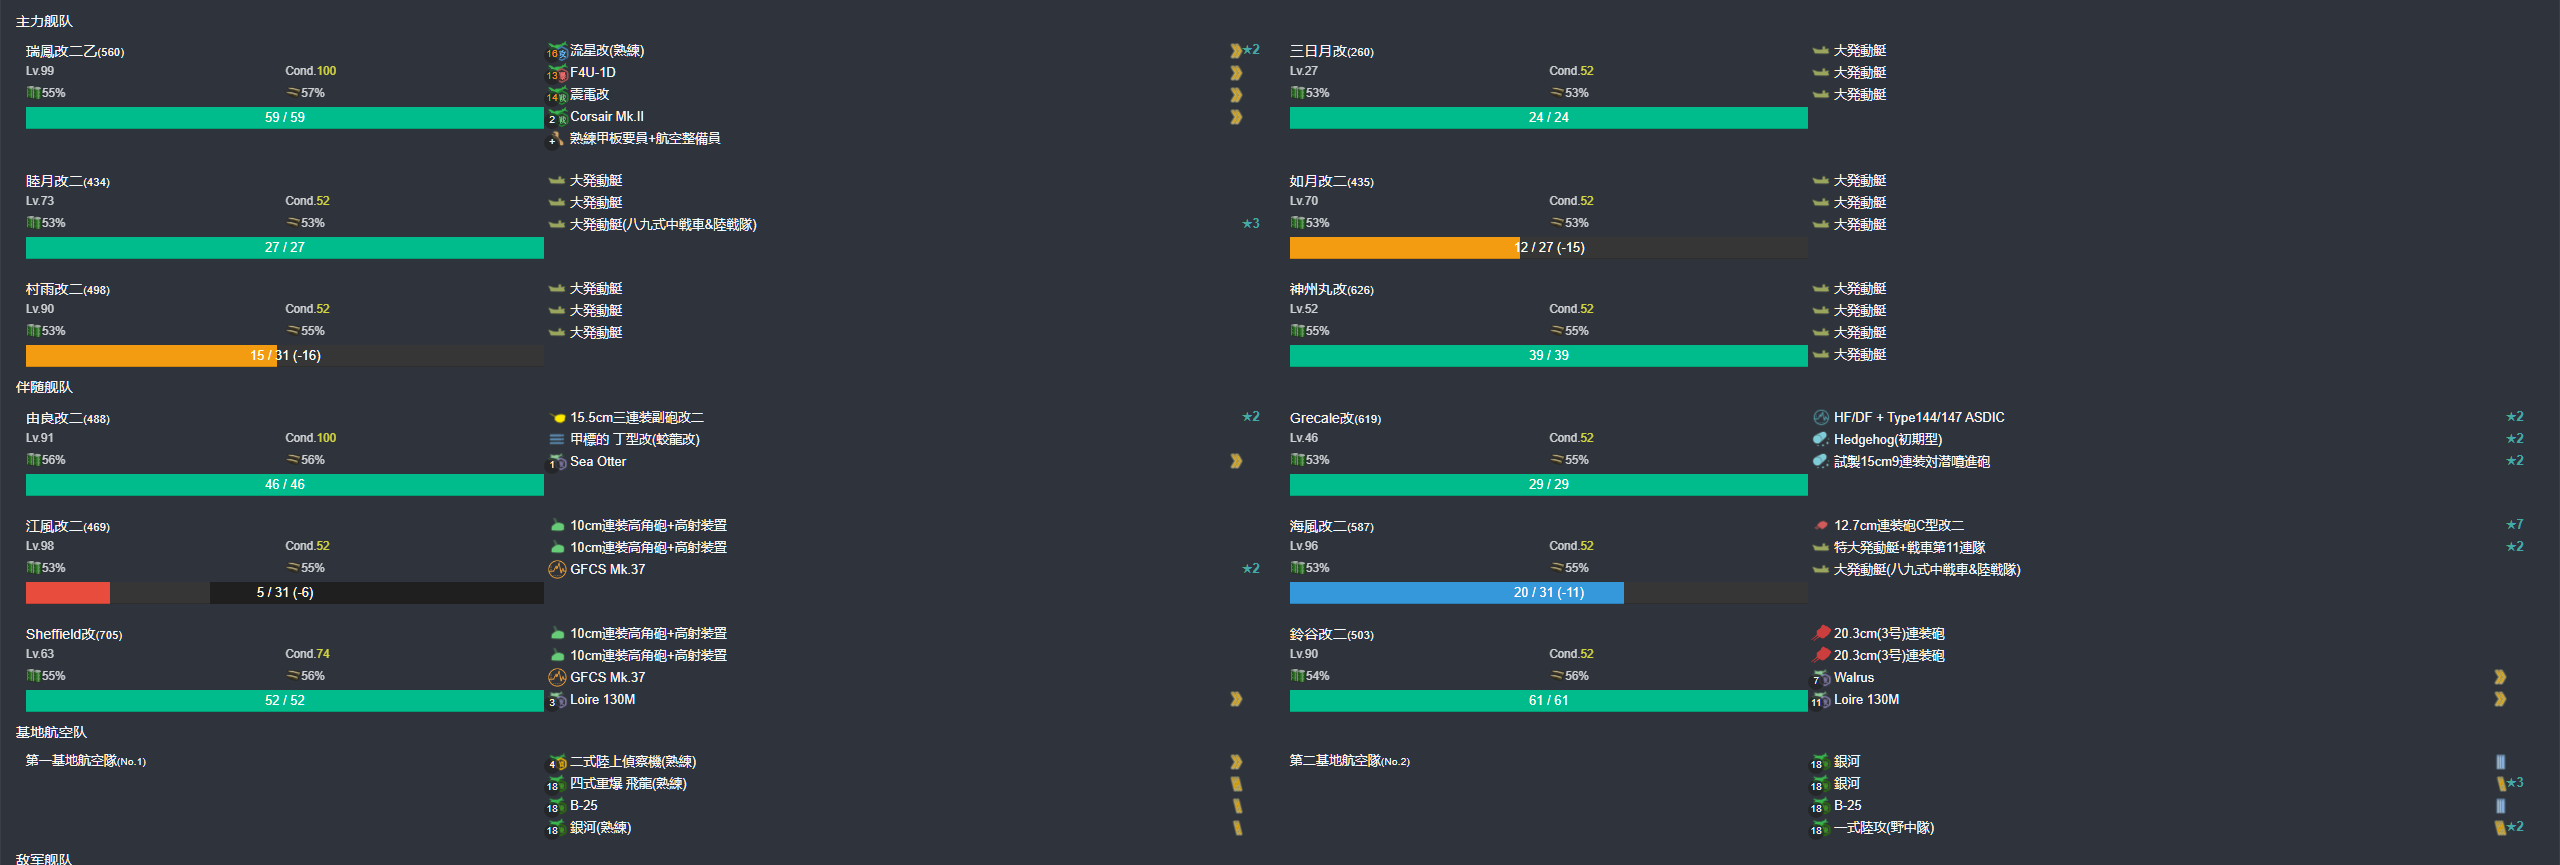 主力舰队
瑞鳳改二乙(560)
Lv.99 Cond.100
55% 57%
59 / 59
16 流星改(熟練) ★2
13 F4U-1D
14 震電改
2 Corsair Mk.II
+ 熟練甲板要員+航空整備員
三日月改(260)
Lv.27 Cond.52
53% 53%
24 / 24
大発動艇
大発動艇
大発動艇
睦月改二(434)
Lv.73 Cond.52
53% 53%
27 / 27
大発動艇
大発動艇
大発動艇(八九式中戦車&陸戦隊) ★3
如月改二(435)
Lv.70 Cond.52
53% 53%
12 / 27 (-15)
大発動艇
大発動艇
大発動艇
村雨改二(498)
Lv.90 Cond.52
53% 55%
15 / 31 (-16)
大発動艇
大発動艇
大発動艇
神州丸改(626)
Lv.52 Cond.52
55% 55%
39 / 39
大発動艇
大発動艇
大発動艇
大発動艇
伴随舰队
由良改二(488)
Lv.91 Cond.100
56% 56%
46 / 46
15.5cm三連装副砲改二 ★2
甲標的 丁型改(蛟龍改)
1 Sea Otter
Grecale改(619)
Lv.46 Cond.52
53% 55%
29 / 29
HF/DF + Type144/147 ASDIC ★2
Hedgehog(初期型) ★2
試製15cm9連装対潜噴進砲 ★2
江風改二(469)
Lv.98 Cond.52
53% 55%
5 / 31 (-6)
10cm連装高角砲+高射装置
10cm連装高角砲+高射装置
GFCS Mk.37 ★2
海風改二(587)
Lv.96 Cond.52
53% 55%
20 / 31 (-11)
12.7cm連装砲C型改二 ★7
特大発動艇+戦車第11連隊 ★2
大発動艇(八九式中戦車&陸戦隊)
Sheffield改(705)
Lv.63 Cond.74
55% 56%
52 / 52
10cm連装高角砲+高射装置
10cm連装高角砲+高射装置
GFCS Mk.37
3 Loire 130M
鈴谷改二(503)
Lv.90 Cond.52
54% 56%
61 / 61
20.3cm(3号)連装砲
20.3cm(3号)連装砲
7 Walrus
11 Loire 130M
基地航空队
第一基地航空隊(No.1)
4 二式陸上偵察機(熟練)
18 四式重爆 飛龍(熟練)
18 B-25
18 銀河(熟練)
第二基地航空隊(No.2)
18 銀河
18 銀河 ★3
18 B-25
18 一式陸攻(野中隊) ★2
敌军舰队